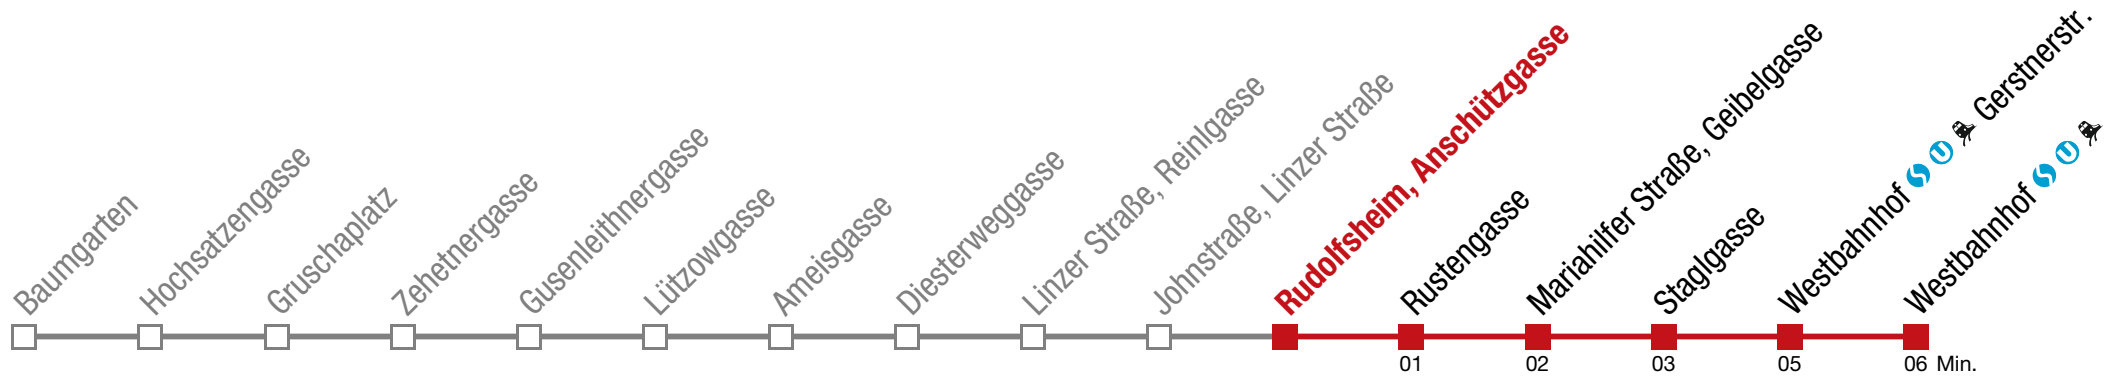 Baumgarten
Hochsatzengasse
Gruschaplatz
Zehetnergasse
Gusenleithnergasse
Lützowgasse
Ameisgasse
Diesterweggasse
Linzer Straße, Reinlgasse
Johnstraße, Linzer Straße
Rudolfsheim, Anschützgasse
Rustengasse
Mariahilfer Straße, Geibelgasse
Staglgasse
Westbahnhof S U Gerstnerstr.
Westbahnhof S U
01 02 03 05 06 Min.